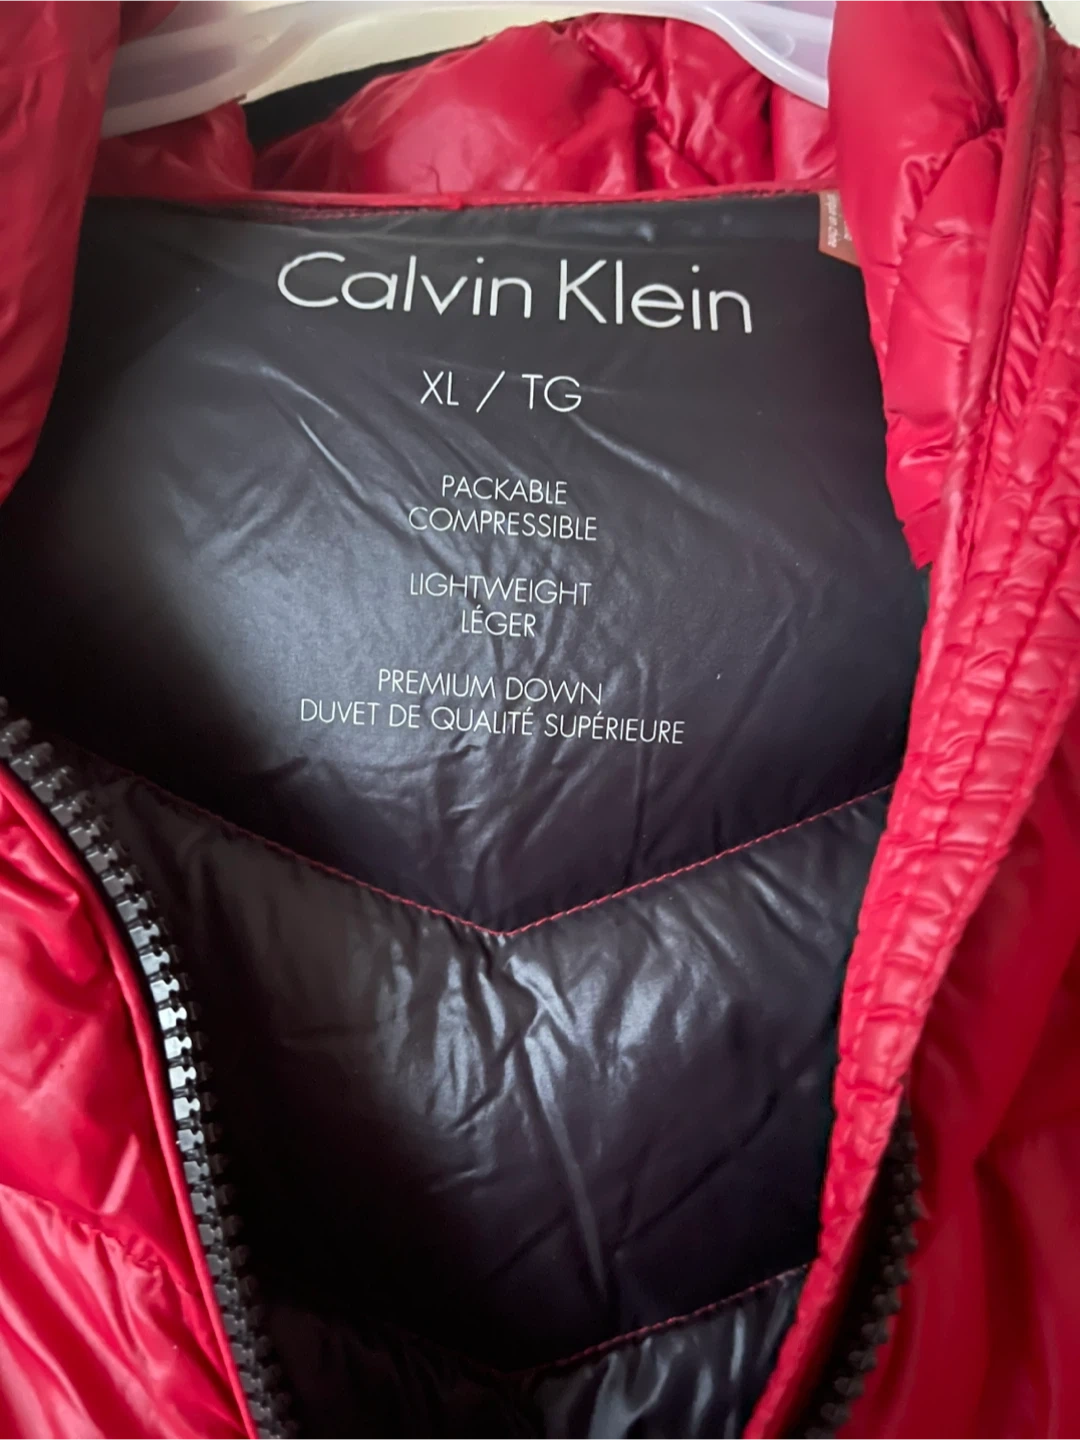 Calvin Klein
XL / TG
PACKABLE
COMPRESSIBLE
LIGHTWEIGHT
LÉGER
PREMIUM DOWN
DUVET DE QUALITÉ SUPÉRIEURE